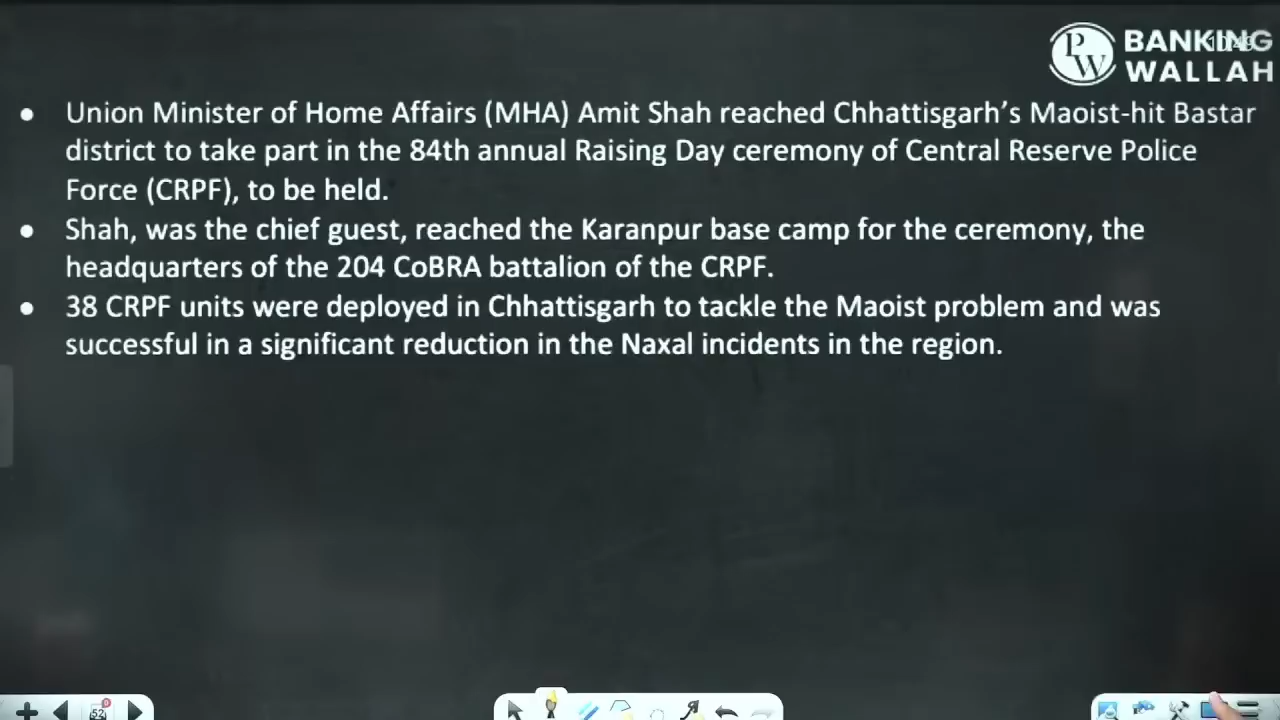 PW BANKING
WALLAH
• Union Minister of Home Affairs (MHA) Amit Shah reached Chhattisgarh’s Maoist-hit Bastar
district to take part in the 84th annual Raising Day ceremony of Central Reserve Police
Force (CRPF), to be held.
• Shah, was the chief guest, reached the Karanpur base camp for the ceremony, the
headquarters of the 204 CoBRA battalion of the CRPF.
• 38 CRPF units were deployed in Chhattisgarh to tackle the Maoist problem and was
successful in a significant reduction in the Naxal incidents in the region.
52